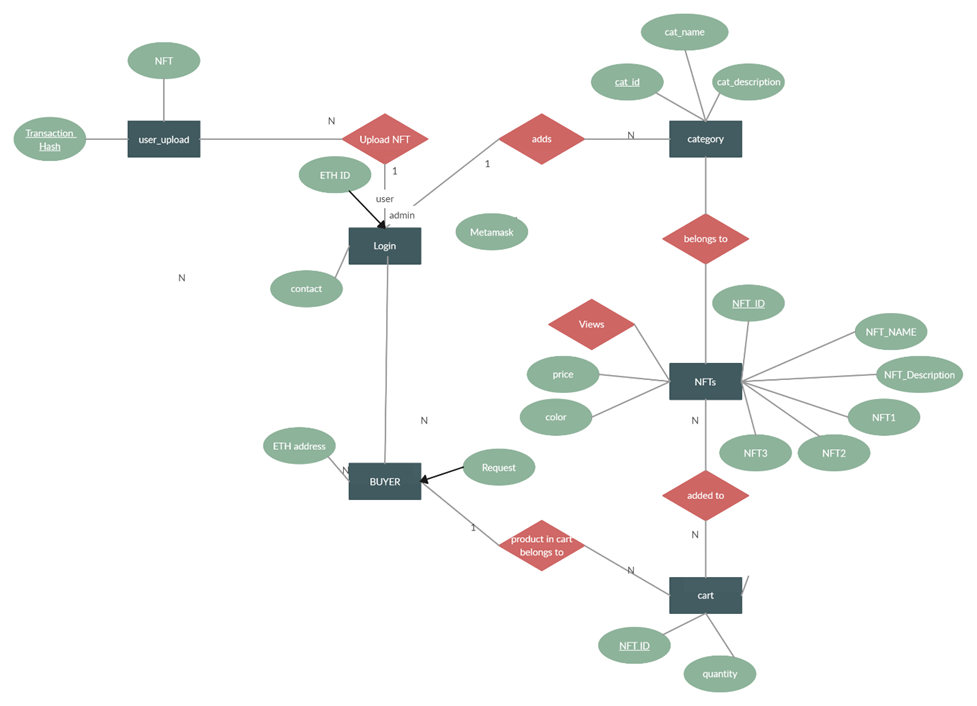 cat_name
NFT
cat_id
cat_description
N
Transaction
Hash
user_upload
Upload NFT
adds
N
category
1
1
ETH ID
user
admin
Metamask
belongs to
Login
N
contact
NFT_ID
Views
NFT_NAME
price
NFTs
NFT_Description
color
N
N
NFT1
ETH address
NFT3
NFT2
N
BUYER
Request
added to
1
product in cart
belongs to
N
N
cart
NFT ID
quantity